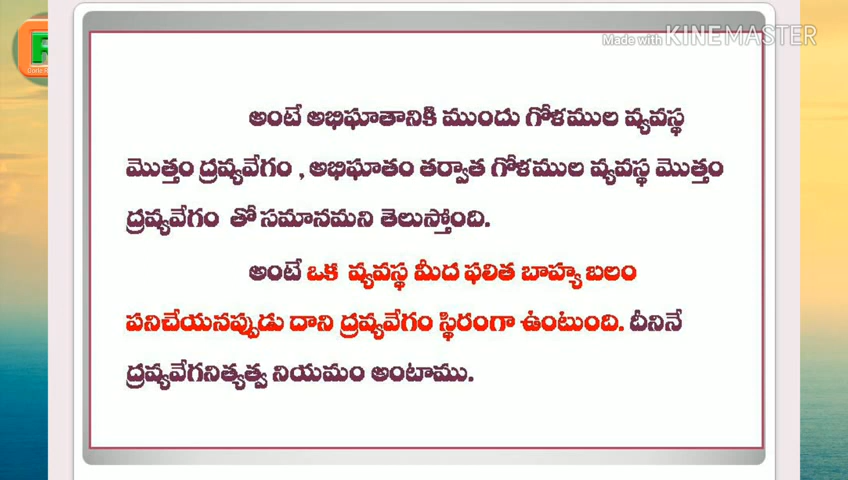 Made with KINEMASTER
అంటే అభిఘాతానికి ముందు గోళముల వ్యవస్థ
మొత్తం ద్రవ్యవేగం , అభిఘాతం తర్వాత గోళముల వ్యవస్థ మొత్తం
ద్రవ్యవేగం తో సమానమని తెలుస్తోంది.
అంటే ఒక వ్యవస్థ మీద ఫలిత బాహ్య బలం
పనిచేయనప్పుడు దాని ద్రవ్యవేగం స్థిరంగా ఉంటుంది. దీనినే
ద్రవ్యవేగనిత్యత్వ నియమం అంటాము.